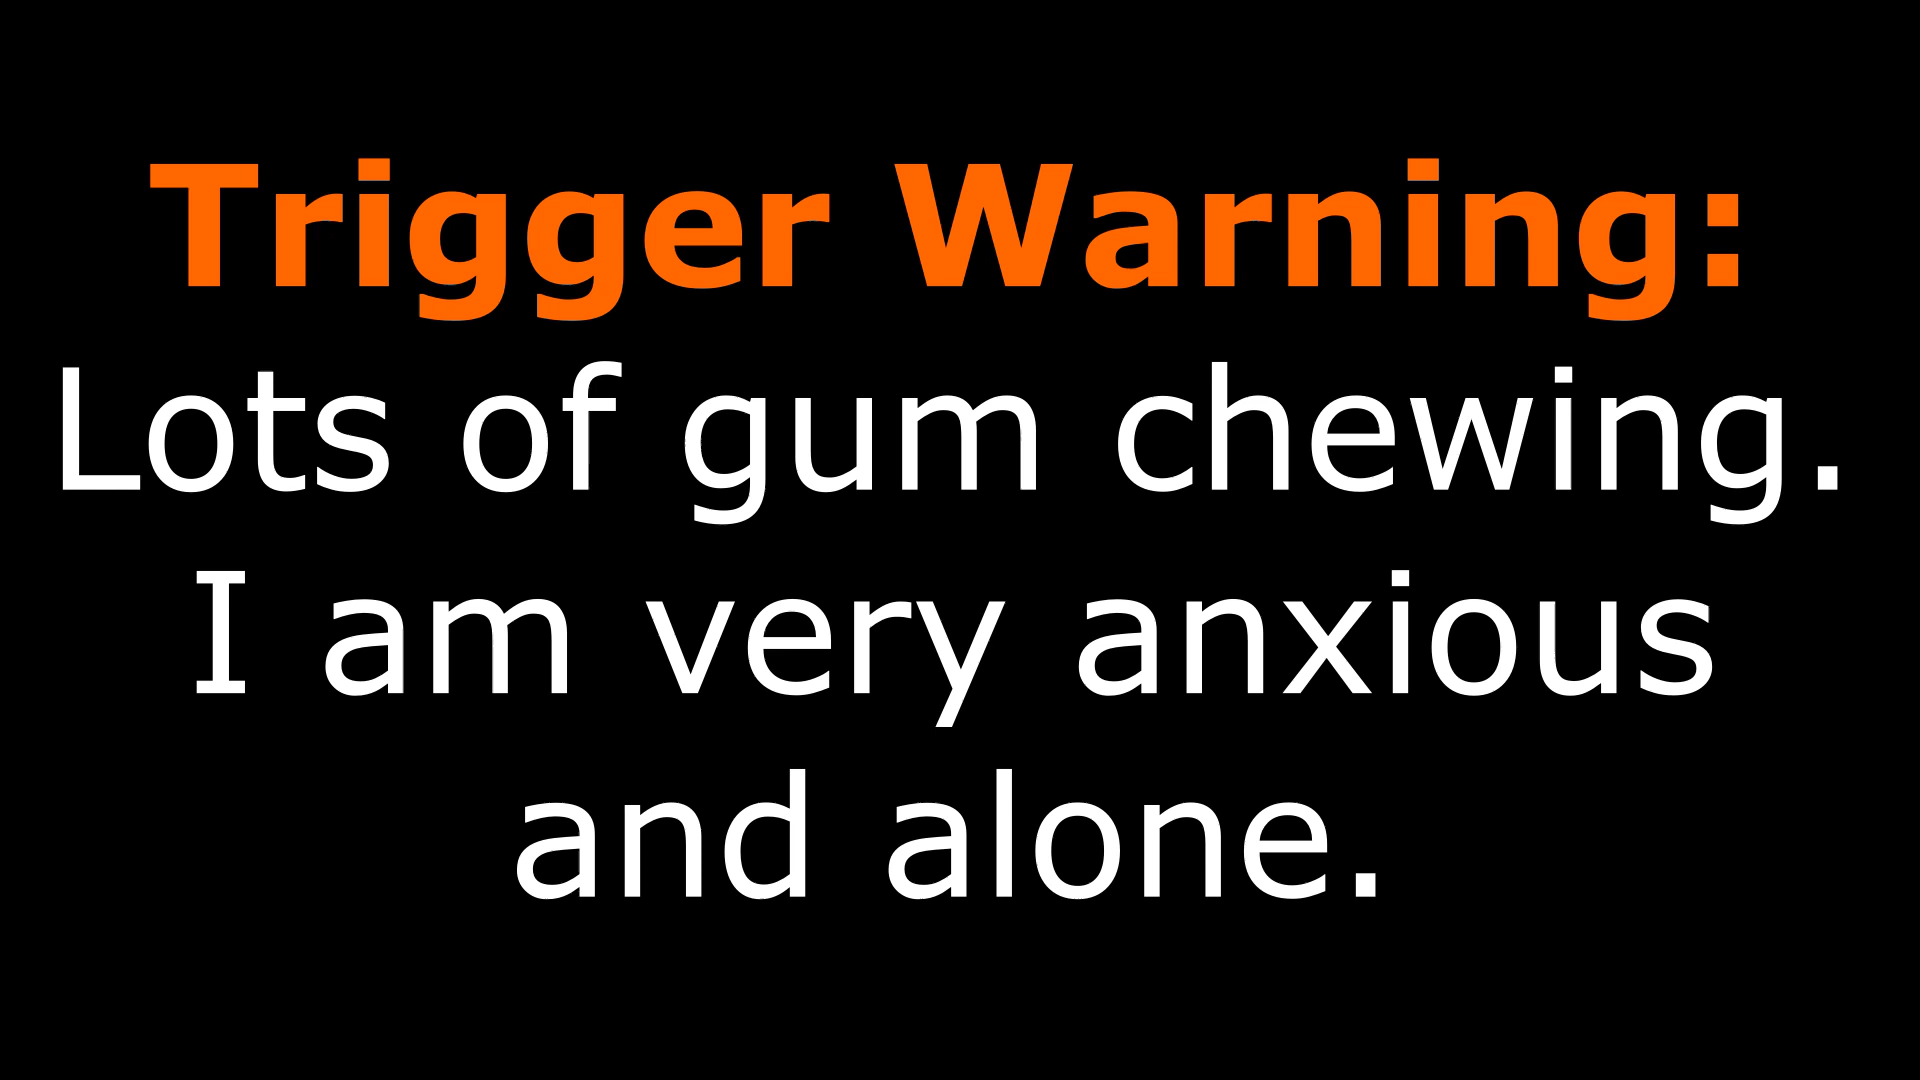 Trigger Warning:
Lots of gum chewing.
I am very anxious
and alone.